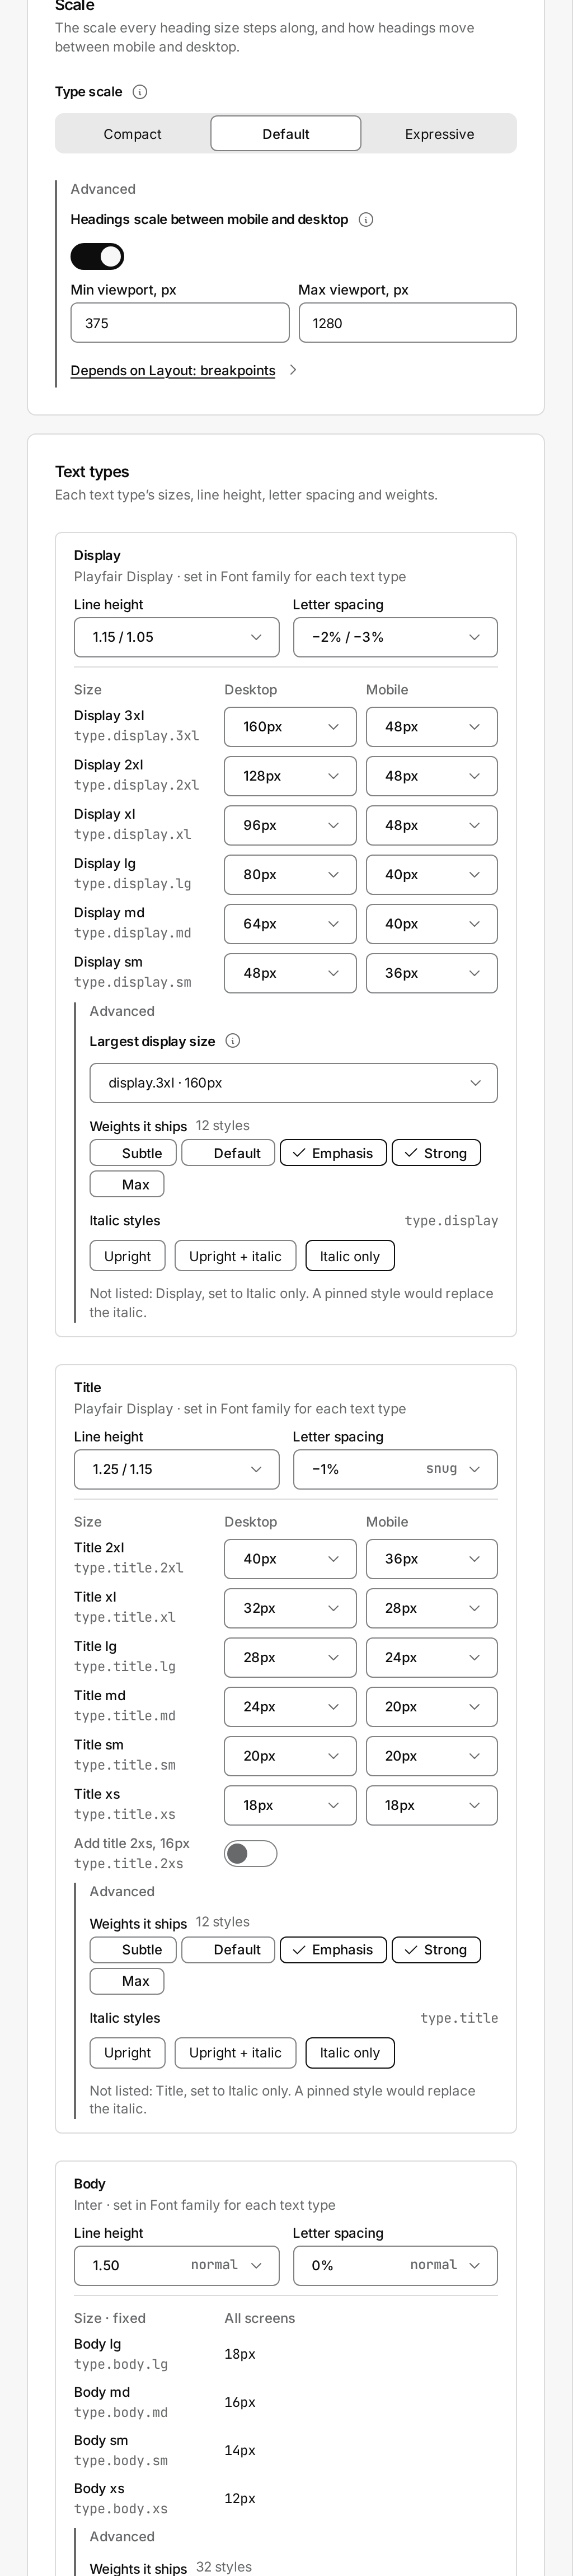 Scale
The scale every heading size steps along, and how headings move
between mobile and desktop.
Type scale
Compact Default Expressive
Advanced
Headings scale between mobile and desktop
Min viewport, px Max viewport, px
375 1280
Depends on Layout: breakpoints
Text types
Each text type’s sizes, line height, letter spacing and weights.
Display
Playfair Display · set in Font family for each text type
Line height Letter spacing
1.15 / 1.05 −2% / −3%
Size Desktop Mobile
Display 3xl
type.display.3xl
160px 48px
Display 2xl
type.display.2xl
128px 48px
Display xl
type.display.xl
96px 48px
Display lg
type.display.lg
80px 40px
Display md
type.display.md
64px 40px
Display sm
type.display.sm
48px 36px
Advanced
Largest display size
display.3xl · 160px
Weights it ships 12 styles
Subtle Default Emphasis Strong
Max
Italic styles type.display
Upright Upright + italic Italic only
Not listed: Display, set to Italic only. A pinned style would replace
the italic.
Title
Playfair Display · set in Font family for each text type
Line height Letter spacing
1.25 / 1.15 −1% snug
Size Desktop Mobile
Title 2xl
type.title.2xl
40px 36px
Title xl
type.title.xl
32px 28px
Title lg
type.title.lg
28px 24px
Title md
type.title.md
24px 20px
Title sm
type.title.sm
20px 20px
Title xs
type.title.xs
18px 18px
Add title 2xs, 16px
type.title.2xs
Advanced
Weights it ships 12 styles
Subtle Default Emphasis Strong
Max
Italic styles type.title
Upright Upright + italic Italic only
Not listed: Title, set to Italic only. A pinned style would replace
the italic.
Body
Inter · set in Font family for each text type
Line height Letter spacing
1.50 normal 0% normal
Size · fixed All screens
Body lg
type.body.lg
18px
Body md
type.body.md
16px
Body sm
type.body.sm
14px
Body xs
type.body.xs
12px
Advanced
Weights it ships 32 styles